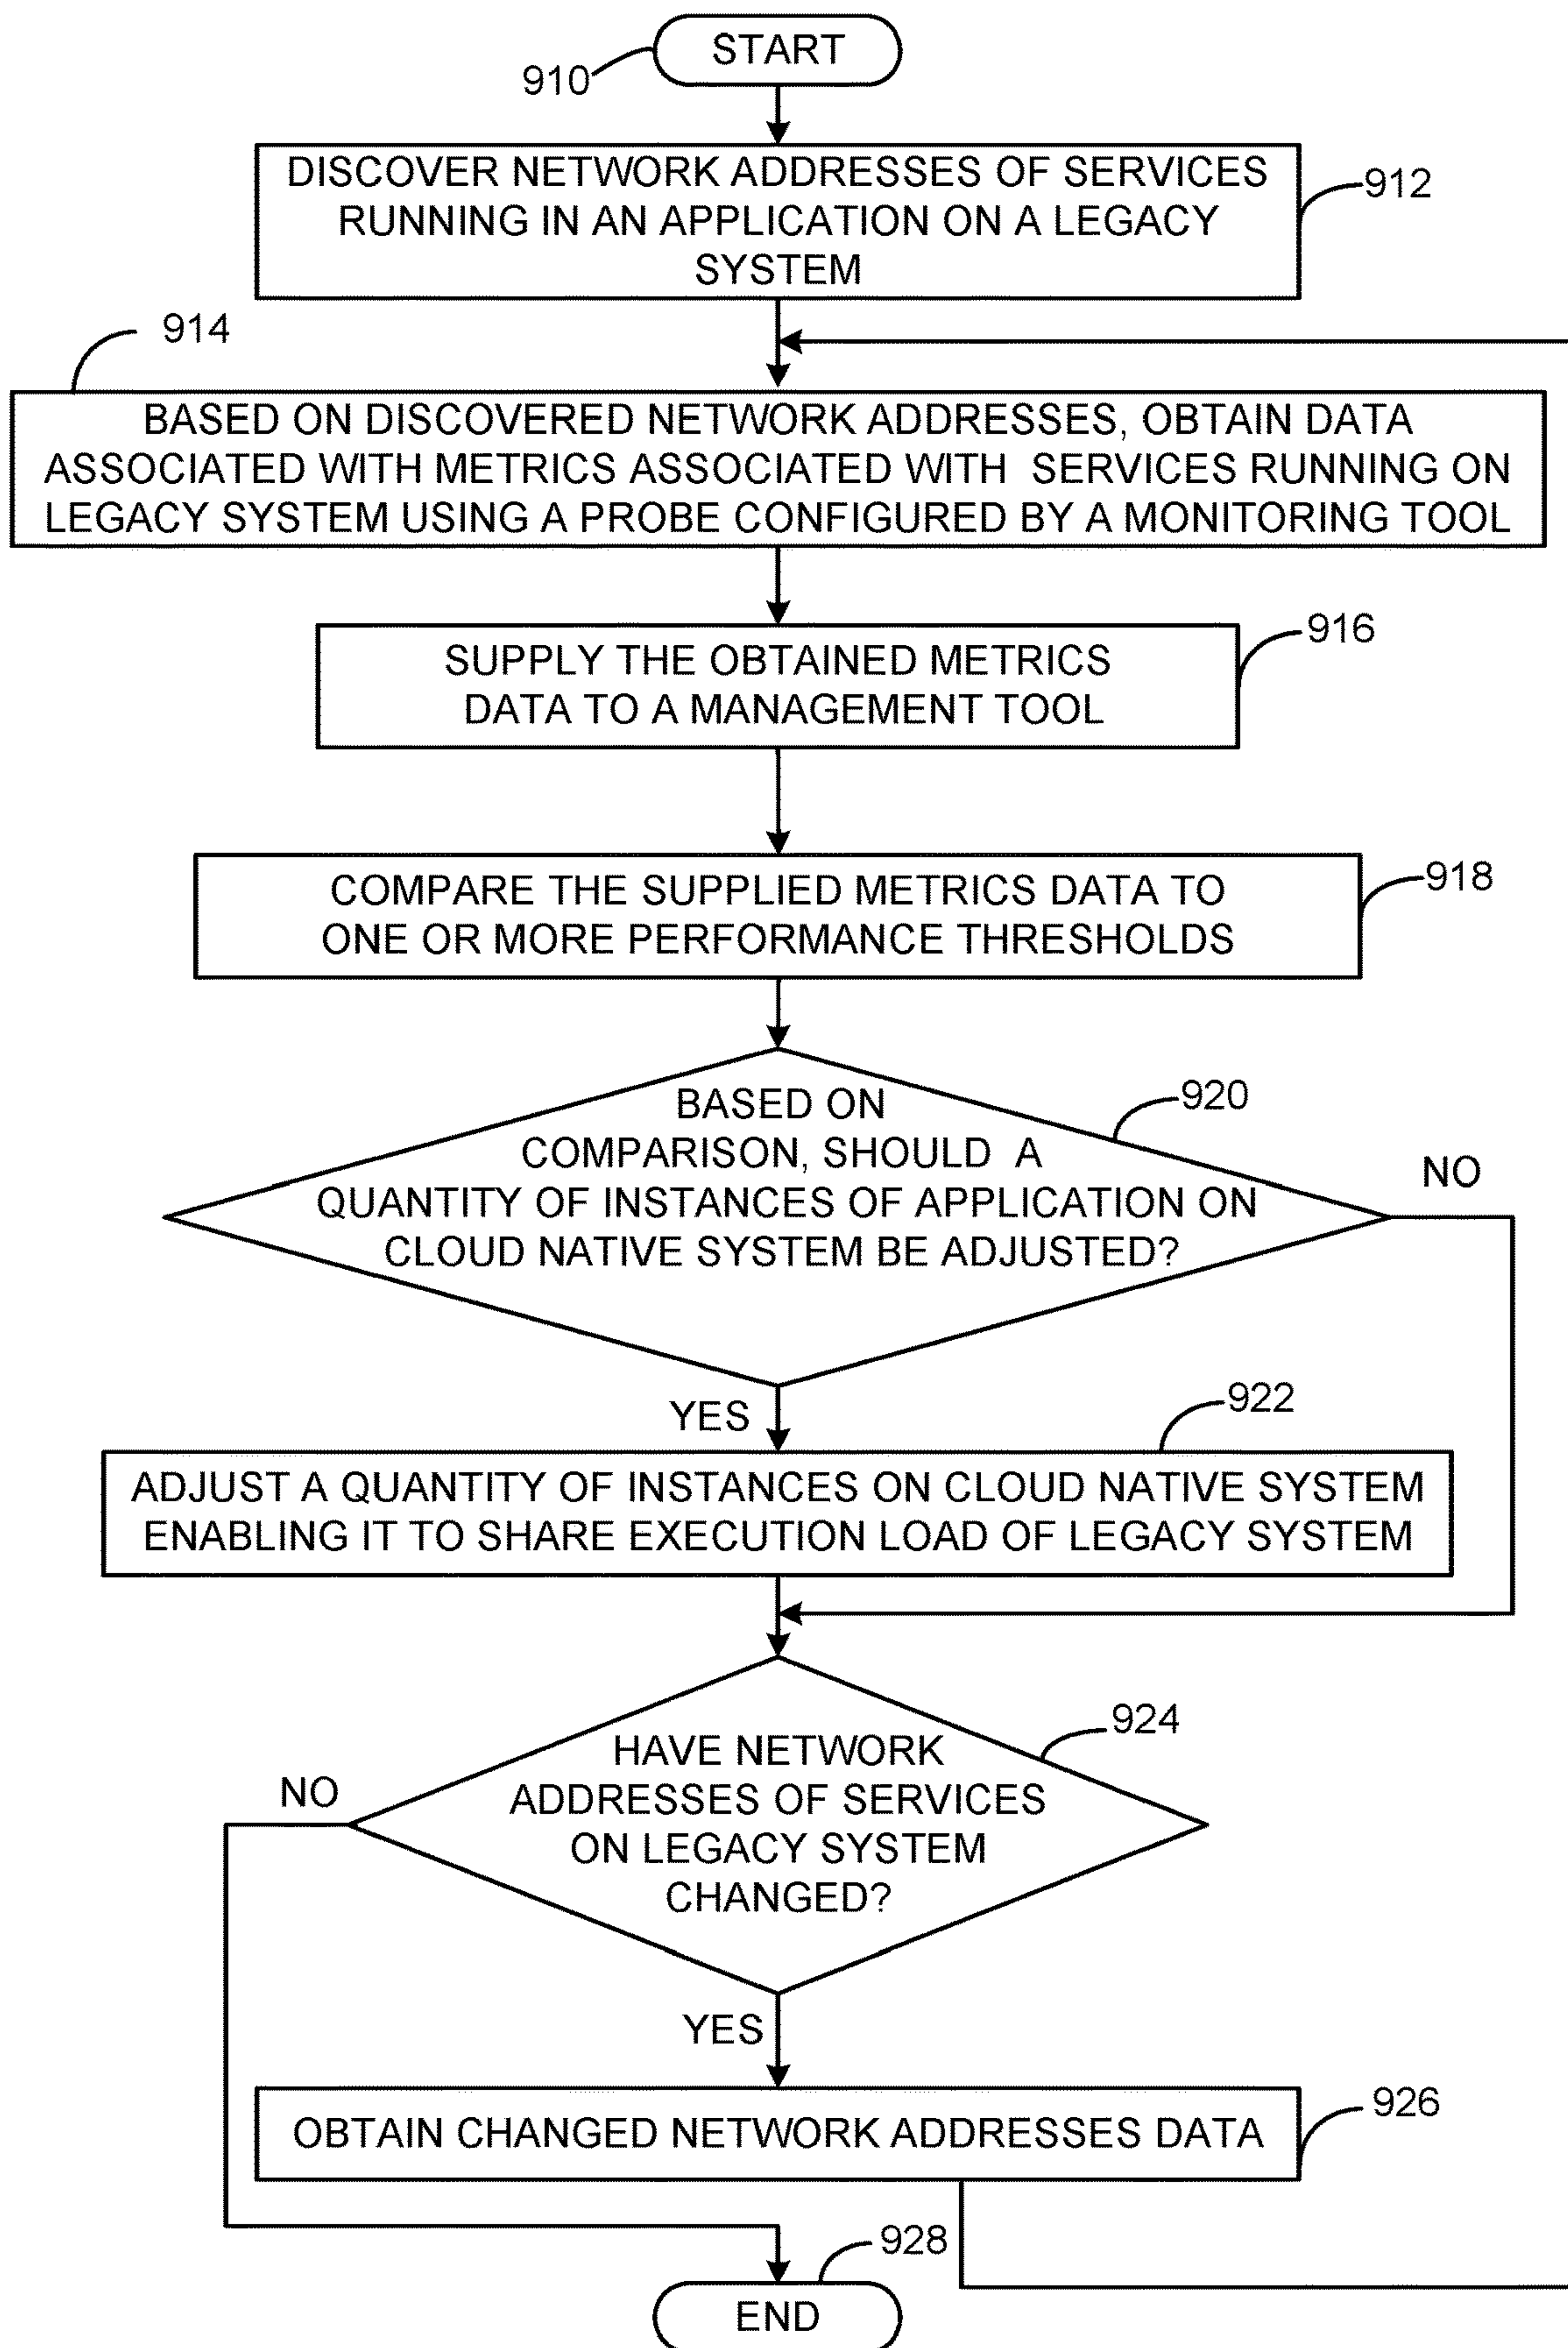 START
910
DISCOVER NETWORK ADDRESSES OF SERVICES
RUNNING IN AN APPLICATION ON A LEGACY
SYSTEM
912
914
BASED ON DISCOVERED NETWORK ADDRESSES, OBTAIN DATA
ASSOCIATED WITH METRICS ASSOCIATED WITH SERVICES RUNNING ON
LEGACY SYSTEM USING A PROBE CONFIGURED BY A MONITORING TOOL
916
SUPPLY THE OBTAINED METRICS
DATA TO A MANAGEMENT TOOL
918
COMPARE THE SUPPLIED METRICS DATA TO
ONE OR MORE PERFORMANCE THRESHOLDS
920
BASED ON
COMPARISON, SHOULD A
QUANTITY OF INSTANCES OF APPLICATION ON
CLOUD NATIVE SYSTEM BE ADJUSTED?
NO
YES
922
ADJUST A QUANTITY OF INSTANCES ON CLOUD NATIVE SYSTEM
ENABLING IT TO SHARE EXECUTION LOAD OF LEGACY SYSTEM
924
HAVE NETWORK
ADDRESSES OF SERVICES
ON LEGACY SYSTEM
CHANGED?
NO
YES
926
OBTAIN CHANGED NETWORK ADDRESSES DATA
928
END